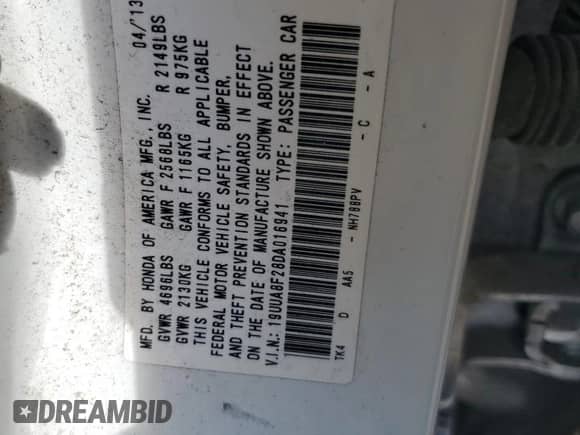 MFD. BY HONDA OF AMERICA MFG., INC. 04/'13
GVWR 4696LBS GAWR F 2568LBS R 2149LBS
GVWR 2130KG GAWR F 1165KG R 975KG
THIS VEHICLE CONFORMS TO ALL APPLICABLE
FEDERAL MOTOR VEHICLE SAFETY, BUMPER,
AND THEFT PREVENTION STANDARDS IN EFFECT
ON THE DATE OF MANUFACTURE SHOWN ABOVE.
V.I.N.: 19UUA8F28DA016941 TYPE: PASSENGER CAR
TK4 D AA5 - NH788PV - C - A
DREAMBID